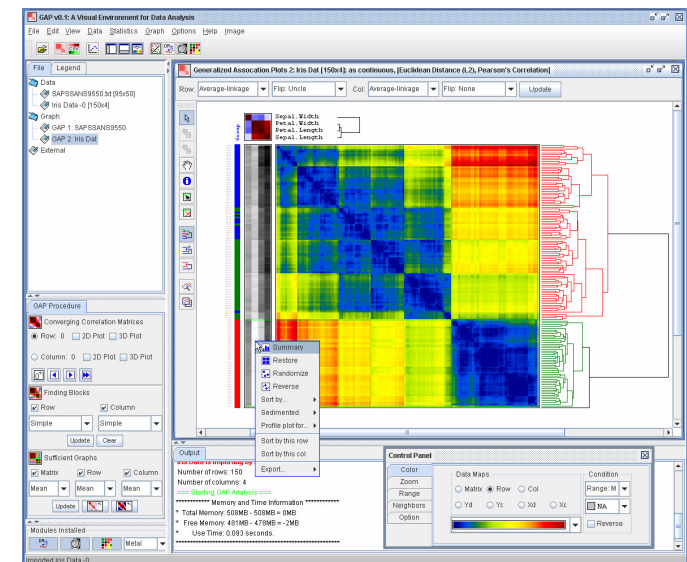 GAP v0.1: A Visual Environment for Data Analysis
File Edit View Data Statistics Graph Options Help Image
File Legend
Data
SAPSSANS9550.txt [95x50]
Iris Data -0 [150x4]
Graph
GAP 1: SAPSSANS9550
GAP 2: Iris Dat
External
GAP Procedure
Converging Correlation Matrices
Row: 0 2D Plot 3D Plot
Column: 0 2D Plot 3D Plot
Finding Blocks
Row Column
Simple Simple
Update Clear
Sufficient Graphs
Matrix Row Column
Mean Mean Mean
Update
Modules Installed
Metal
Imported Iris Data -0
Generalized Assocation Plots 2: Iris Dat [150x4]: as continuous, [Euclidean Distance (L2), Pearson's Correlation]
Row: Average-linkage Flip: Uncle Col: Average-linkage Flip: None Update
Sepal.Width
Petal.Width
Petal.Length
Sepal.Length
Group
Summary
Restore
Randomize
Reverse
Sort by...
Sedimented
Profile plot for...
Sort by this row
Sort by this col
Export...
Output
Iris Data is importing by
Number of rows: 150
Number of columns: 4
=== Starting GAP Analysis ===
************ Memory and Time Information ************
* Total Memory: 508MB - 508MB = 0MB
* Free Memory: 481MB - 478MB = -2MB
* Use Time: 0.093 seconds.
Control Panel
Color
Zoom
Range
Neighbors
Option
Data Maps
Matrix Row Col
Yd Yc Xd Xc
Condition
Range: M
NA
Reverse